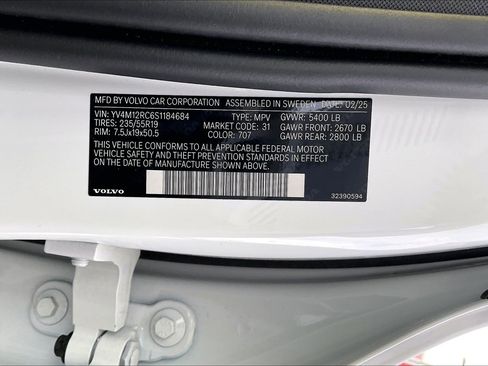 MFD BY VOLVO CAR CORPORATION ASSEMBLED IN SWEDEN DATE: 02/25
VIN: YV4M12RC6S1184684 TYPE: MPV GVWR: 5400 LB
TIRES: 235/55R19 MARKET CODE: 31 GAWR FRONT: 2670 LB
RIM: 7.5Jx19x50.5 COLOR: 707 GAWR REAR: 2800 LB
THIS VEHICLE CONFORMS TO ALL APPLICABLE FEDERAL MOTOR
VEHICLE SAFETY AND THEFT PREVENTION STANDARDS IN EFFECT ON
THE DATE OF MANUFACTURE SHOWN ABOVE.
VOLVO 32390594